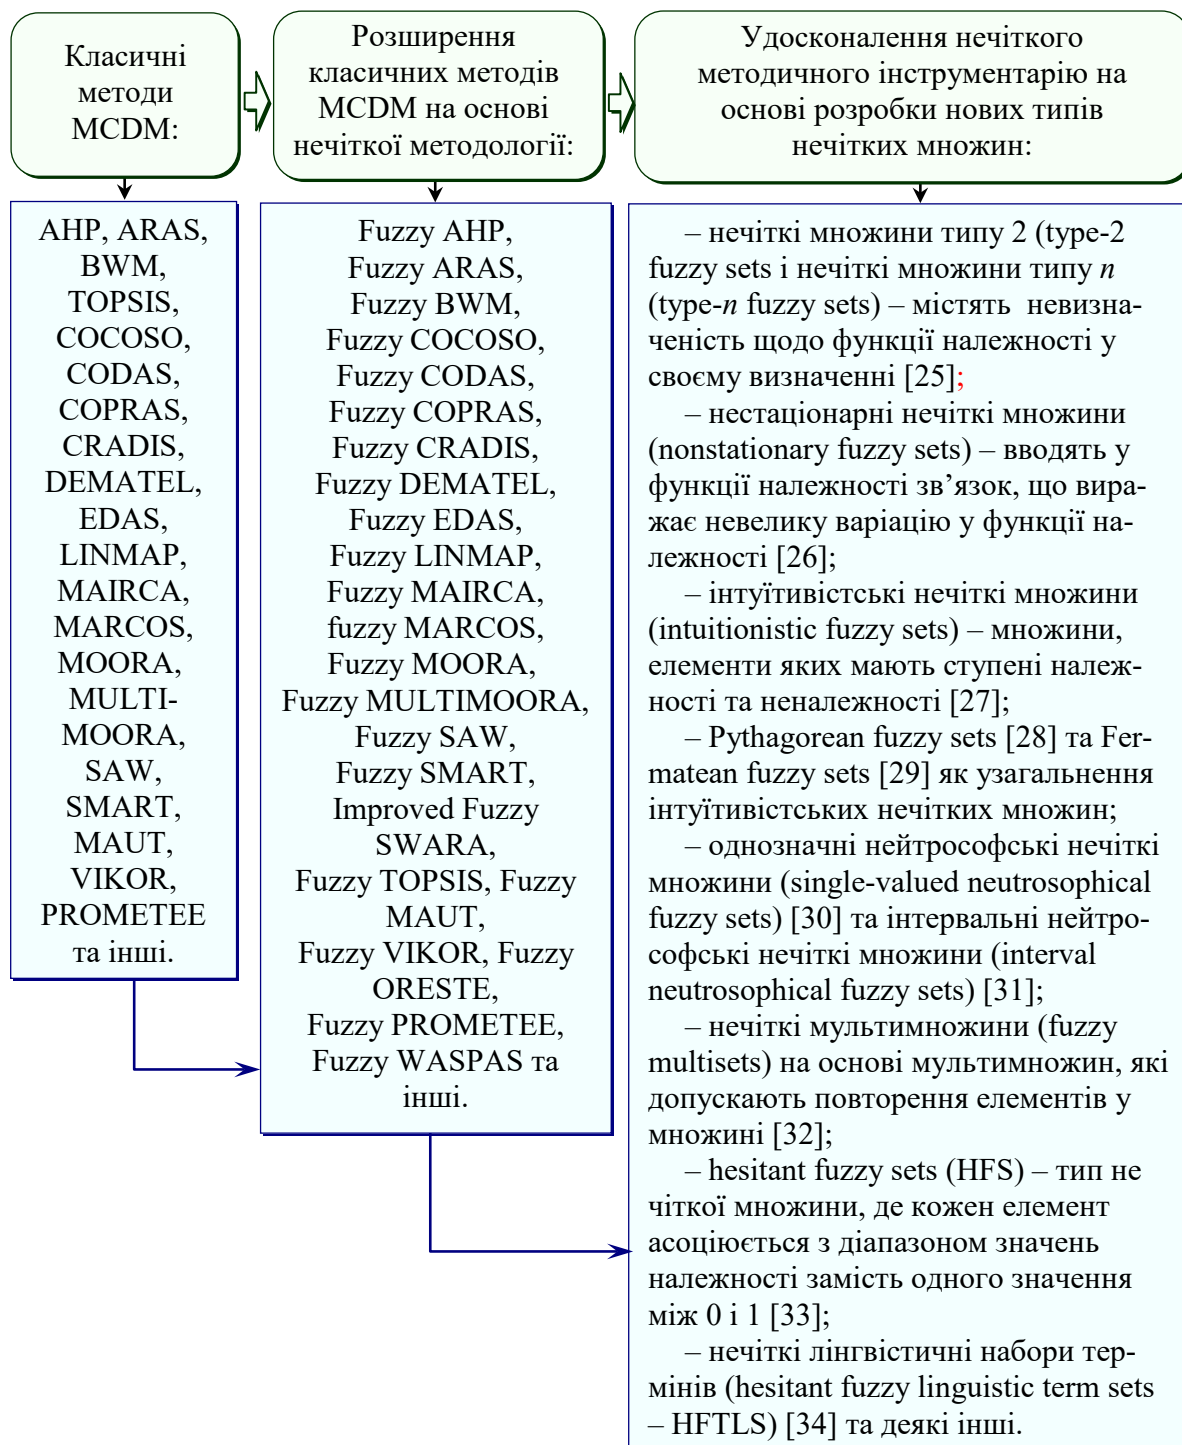 Класичні
методи
MCDM:
Розширення
класичних методів
MCDM на основі
нечіткої методології:
Удосконалення нечіткого
методичного інструментарію на
основі розробки нових типів
нечітких множин:
AHP, ARAS,
BWM,
TOPSIS,
COCOSO,
CODAS,
COPRAS,
CRADIS,
DEMATEL,
EDAS,
LINMAP,
MAIRCA,
MARCOS,
MOORA,
MULTI-
MOORA,
SAW,
SMART,
MAUT,
VIKOR,
PROMETEE
та інші.
Fuzzy AHP,
Fuzzy ARAS,
Fuzzy BWM,
Fuzzy COCOSO,
Fuzzy CODAS,
Fuzzy COPRAS,
Fuzzy CRADIS,
Fuzzy DEMATEL,
Fuzzy EDAS,
Fuzzy LINMAP,
Fuzzy MAIRCA,
fuzzy MARCOS,
Fuzzy MOORA,
Fuzzy MULTIMOORA,
Fuzzy SAW,
Fuzzy SMART,
Improved Fuzzy
SWARA,
Fuzzy TOPSIS, Fuzzy
MAUT,
Fuzzy VIKOR, Fuzzy
ORESTE,
Fuzzy PROMETEE,
Fuzzy WASPAS та
інші.
– нечіткі множини типу 2 (type-2
fuzzy sets і нечіткі множини типу n
(type-n fuzzy sets) – містять невизна-
ченість щодо функції належності у
своєму визначенні [25];
– нестаціонарні нечіткі множини
(nonstationary fuzzy sets) – вводять у
функції належності зв’язок, що вира-
жає невелику варіацію у функції на-
лежності [26];
– інтуїтивістські нечіткі множини
(intuitionistic fuzzy sets) – множини,
елементи яких мають ступені належ-
ності та неналежності [27];
– Pythagorean fuzzy sets [28] та Fer-
matean fuzzy sets [29] як узагальнення
інтуїтивістських нечітких множин;
– однозначні нейтрософські нечіткі
множини (single-valued neutrosophical
fuzzy sets) [30] та інтервальні нейтро-
софські нечіткі множини (interval
neutrosophical fuzzy sets) [31];
– нечіткі мультимножини (fuzzy
multisets) на основі мультимножин, які
допускають повторення елементів у
множині [32];
– hesitant fuzzy sets (HFS) – тип не
чіткої множини, де кожен елемент
асоціюється з діапазоном значень
належності замість одного значення
між 0 і 1 [33];
– нечіткі лінгвістичні набори тер-
мінів (hesitant fuzzy linguistic term sets
– HFTLS) [34] та деякі інші.